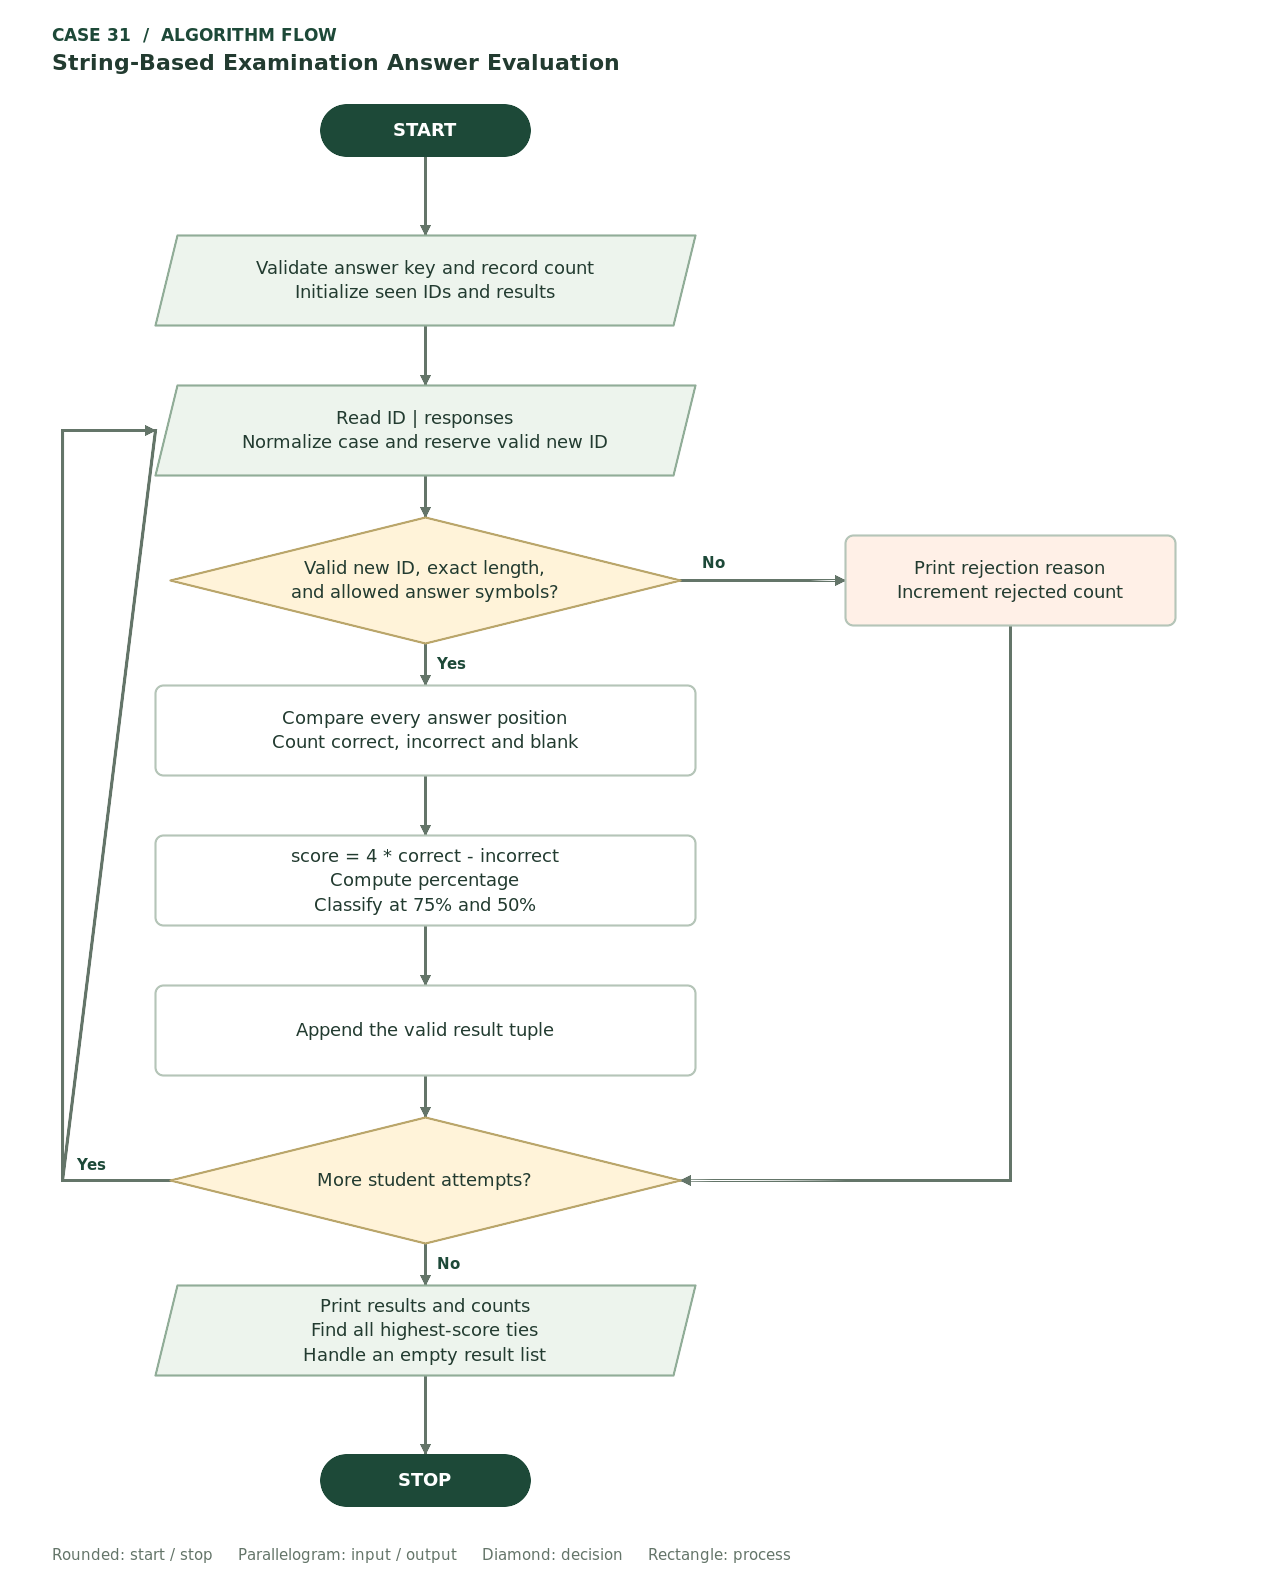 CASE 31 / ALGORITHM FLOW
String-Based Examination Answer Evaluation
START
Validate answer key and record count
Initialize seen IDs and results
Read ID | responses
Normalize case and reserve valid new ID
Valid new ID, exact length,
and allowed answer symbols?
No
Print rejection reason
Increment rejected count
Yes
Compare every answer position
Count correct, incorrect and blank
score = 4 * correct - incorrect
Compute percentage
Classify at 75% and 50%
Append the valid result tuple
Yes
More student attempts?
No
Print results and counts
Find all highest-score ties
Handle an empty result list
STOP
Rounded: start / stop Parallelogram: input / output Diamond: decision Rectangle: process